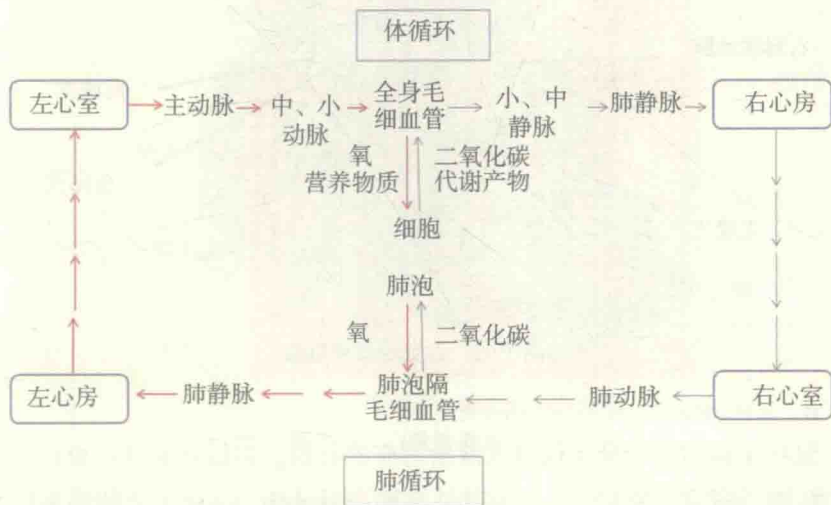 体循环
左心室
主动脉
中、小
动脉
全身毛
细血管
小、中
静脉
肺静脉
右心房
氧
营养物质
二氧化碳
代谢产物
细胞
肺泡
氧
二氧化碳
左心房
肺静脉
肺泡隔
毛细血管
肺动脉
右心室
肺循环